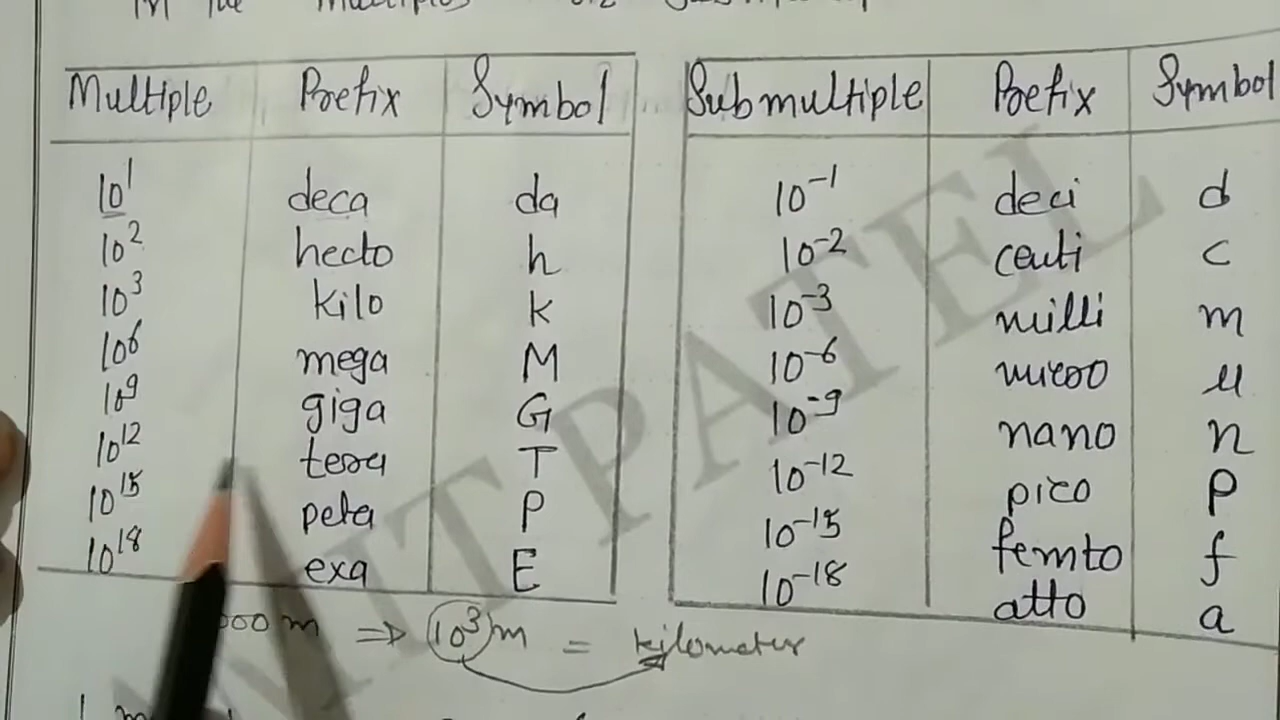 Multiple Prefix Symbol Submultiple Prefix Symbol
10¹ deca da 10⁻¹ deci d
10² hecto h 10⁻² centi c
10³ kilo k 10⁻³ milli m
10⁶ mega M 10⁻⁶ micro μ
10⁹ giga G 10⁻⁹ nano n
10¹² tera T 10⁻¹² pico p
10¹⁵ peta P 10⁻¹⁵ femto f
10¹⁸ exa E 10⁻¹⁸ atto a
000 m ⇒ 10³ m = kilometer
PATEL